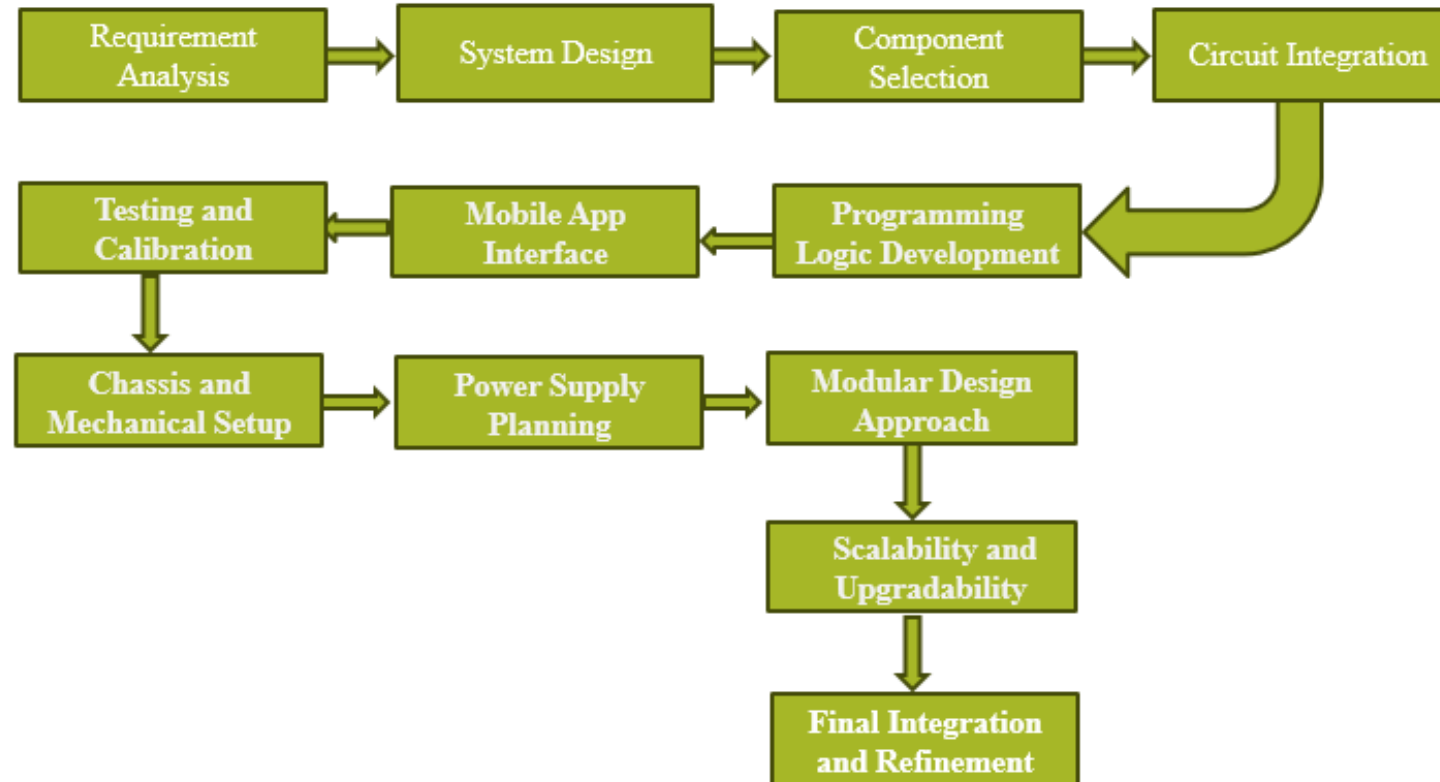 Requirement
Analysis
System Design
Component
Selection
Circuit Integration
Programming
Logic Development
Mobile App
Interface
Testing and
Calibration
Chassis and
Mechanical Setup
Power Supply
Planning
Modular Design
Approach
Scalability and
Upgradability
Final Integration
and Refinement